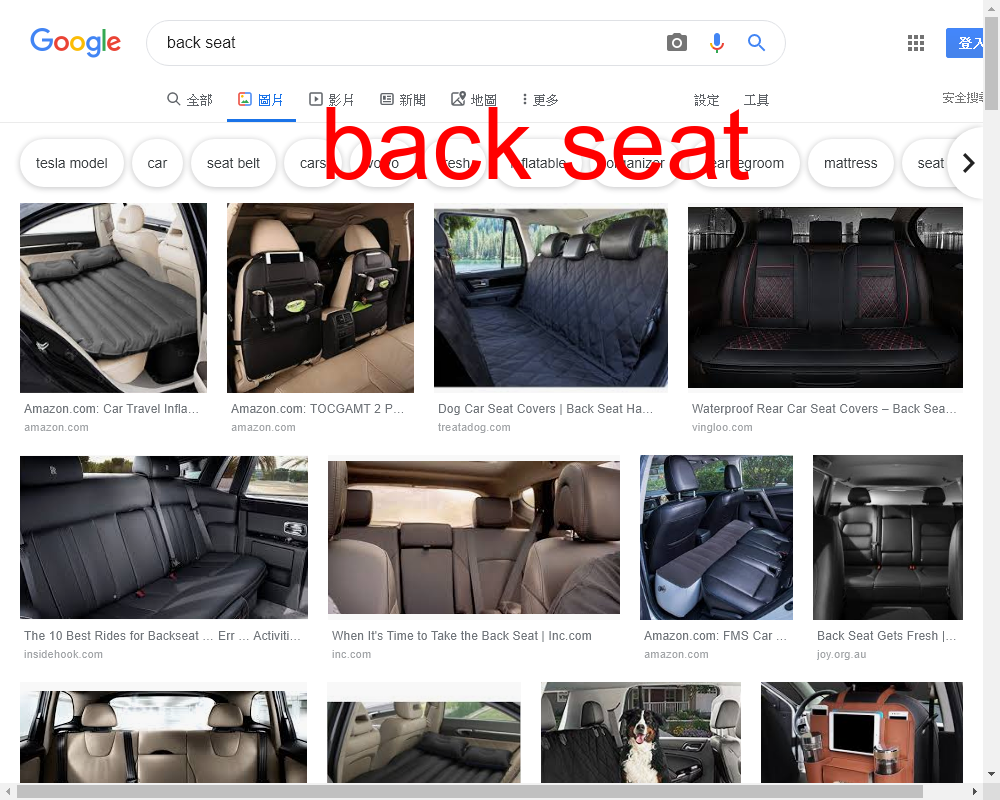 Google
back seat
登入
全部
圖片
影片
新聞
地圖
更多
設定
工具
安全搜尋
back seat
tesla model
car
seat belt
cars
volvo
fresh
inflatable
organizer
mattress
seat
Amazon.com: Car Travel Infla...
amazon.com
Amazon.com: TOCGAMT 2 P...
amazon.com
Dog Car Seat Covers | Back Seat Ha...
treatadog.com
Waterproof Rear Car Seat Covers – Back Sea...
vingloo.com
The 10 Best Rides for Backseat ... Err ... Activiti...
insidehook.com
When It's Time to Take the Back Seat | Inc.com
inc.com
Amazon.com: FMS Car ...
amazon.com
Back Seat Gets Fresh |...
joy.org.au